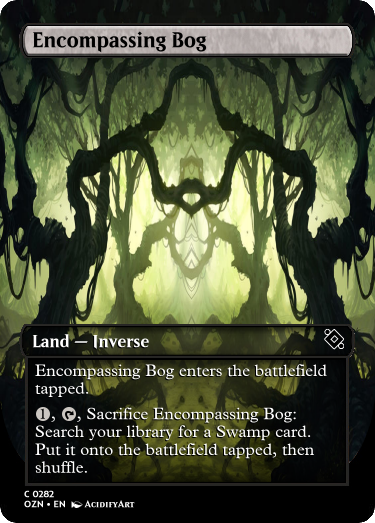 Encompassing Bog
Land — Inverse
Encompassing Bog enters the battlefield
tapped.
1, , Sacrifice Encompassing Bog:
Search your library for a Swamp card.
Put it onto the battlefield tapped, then
shuffle.
C 0282
OZN • EN AcidifyArt